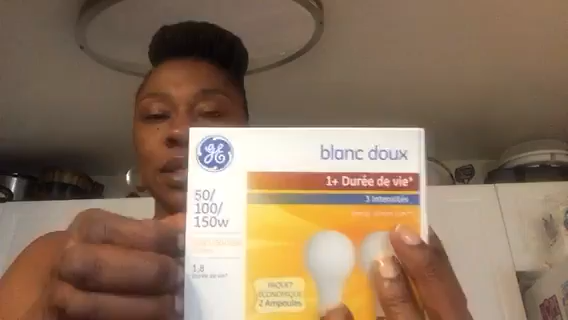 GE
blanc doux
1+ Durée de vie*
3 Intensités
50/
100/
150w
1,8
PAQUET
ÉCONOMIQUE
2 Ampoules